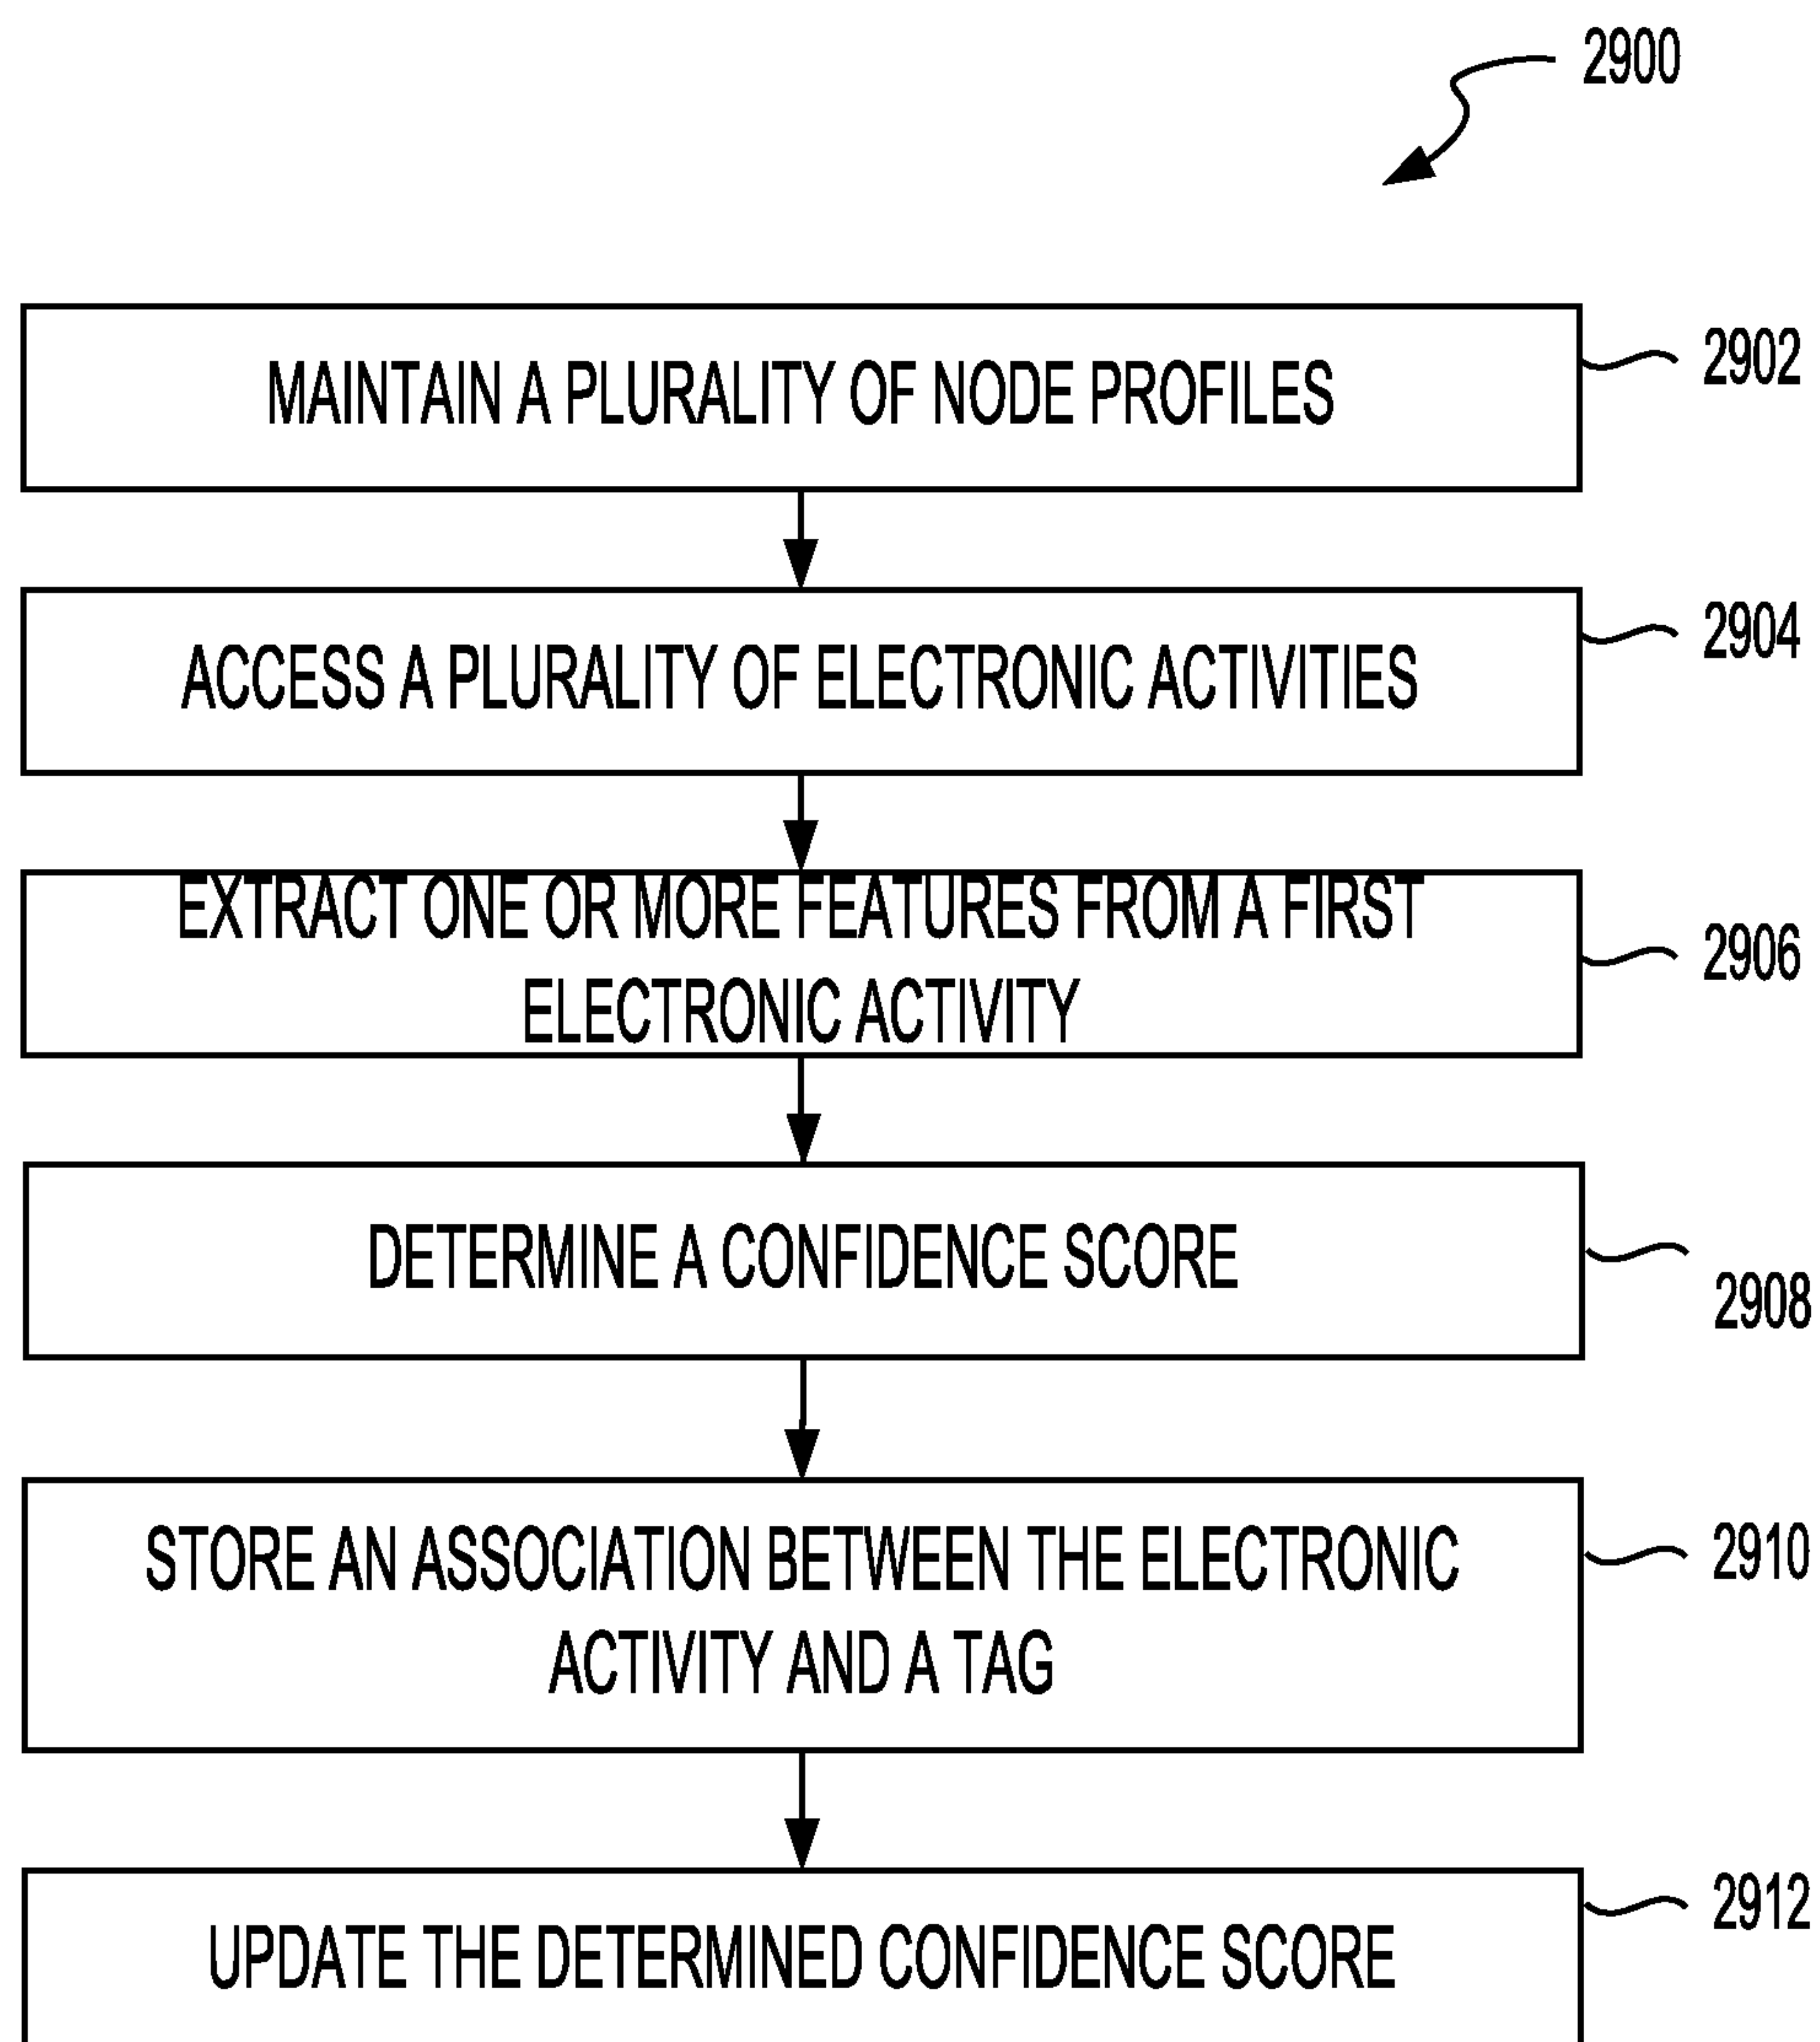 2900
MAINTAIN A PLURALITY OF NODE PROFILES
2902
ACCESS A PLURALITY OF ELECTRONIC ACTIVITIES
2904
EXTRACT ONE OR MORE FEATURES FROM A FIRST
ELECTRONIC ACTIVITY
2906
DETERMINE A CONFIDENCE SCORE
2908
STORE AN ASSOCIATION BETWEEN THE ELECTRONIC
ACTIVITY AND A TAG
2910
UPDATE THE DETERMINED CONFIDENCE SCORE
2912